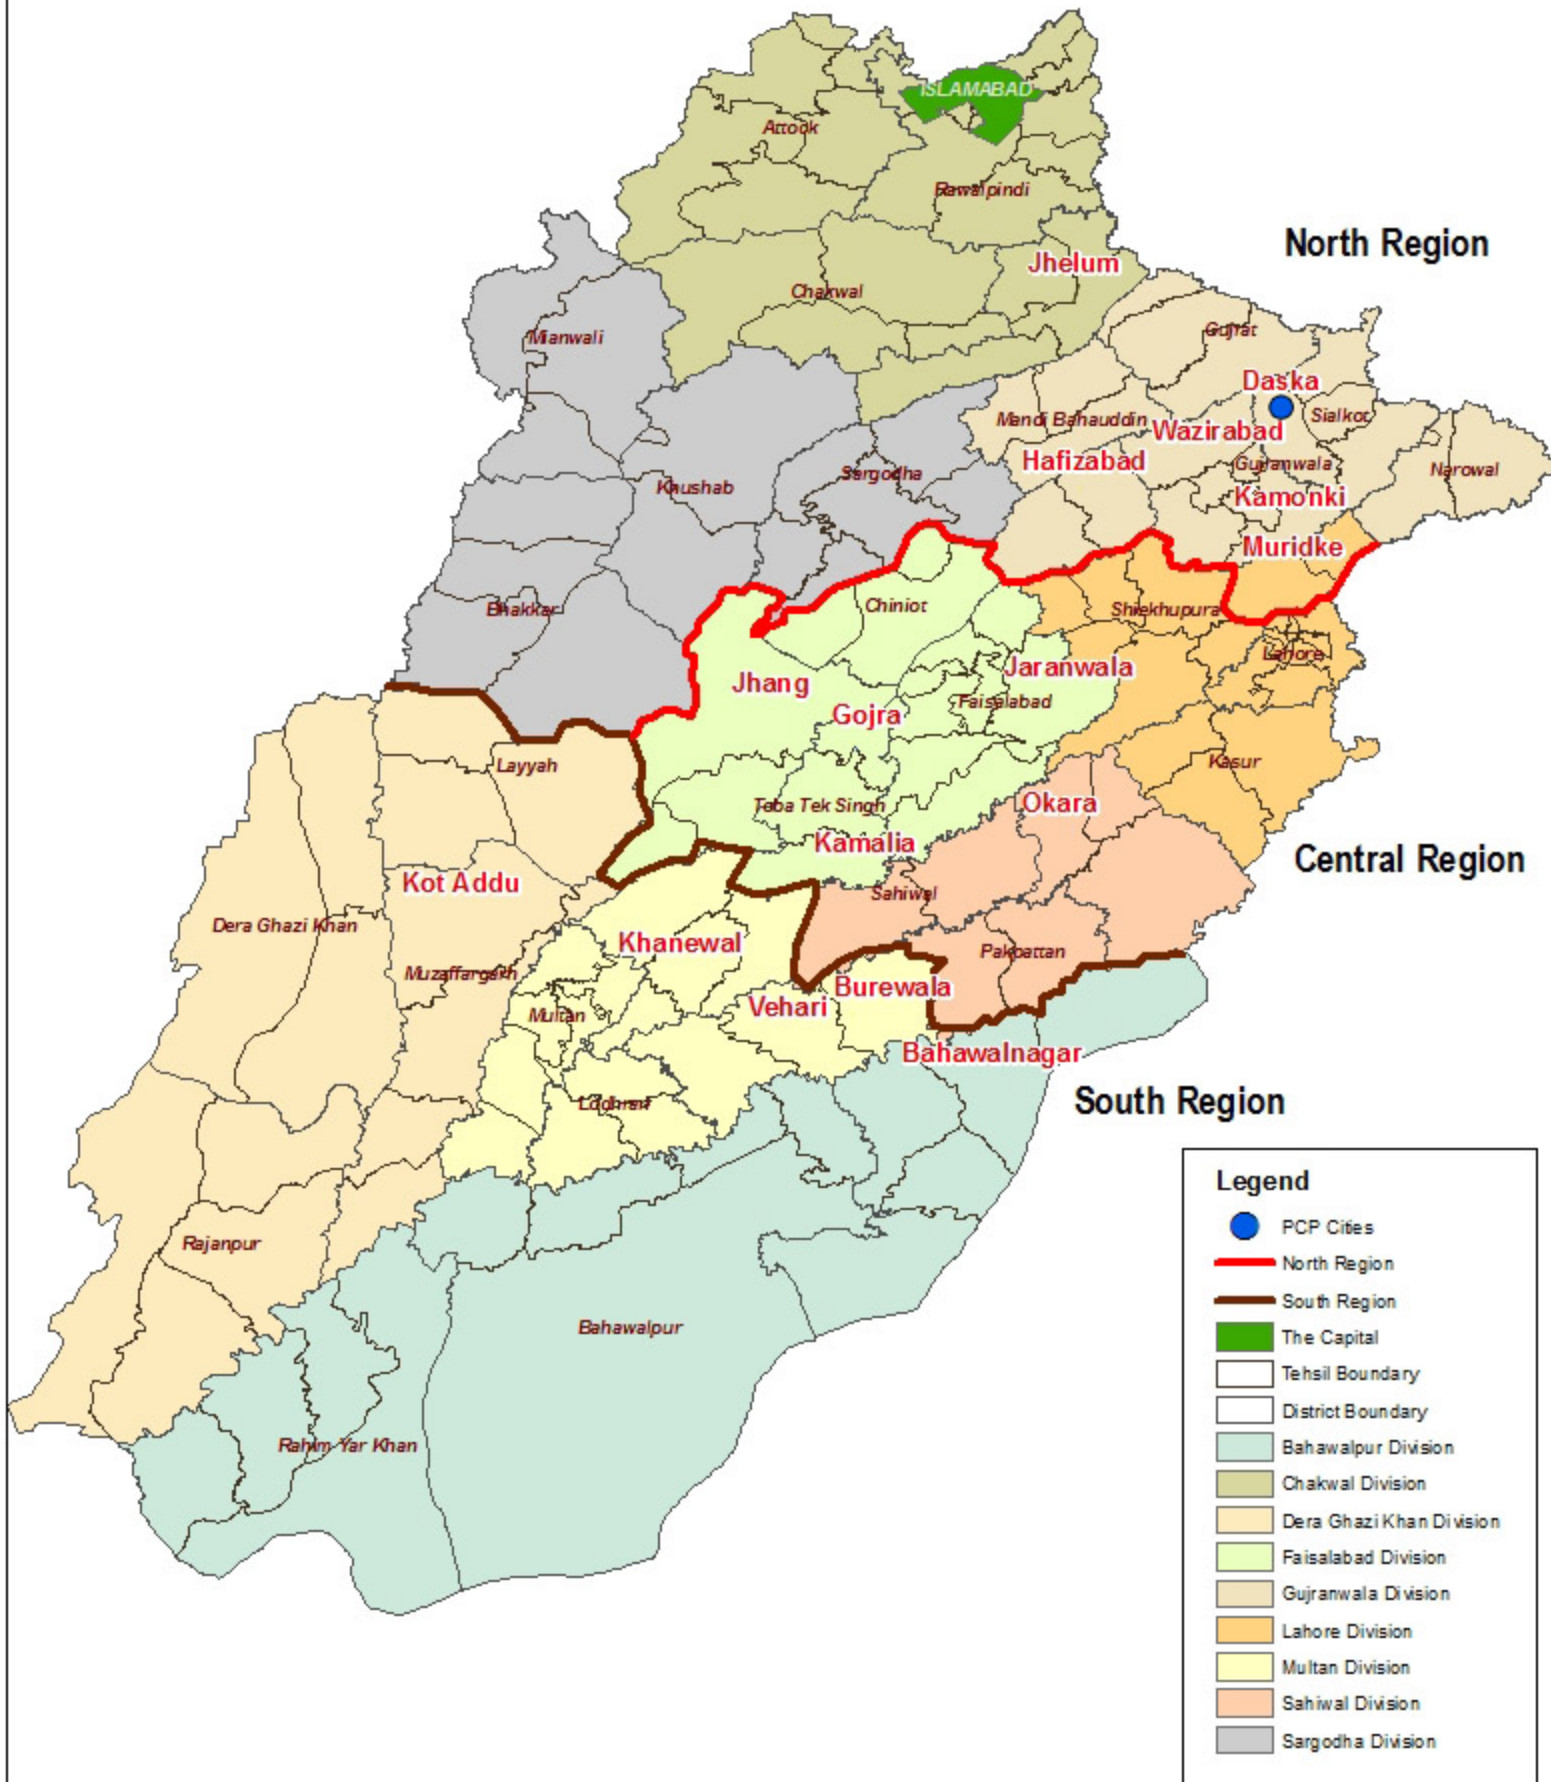 ISLAMABAD
Attock
Rawalpindi
North Region
Jhelum
Chakwal
Mianwali
Gujrat
Daska
Mandi Bahauddin
Sialkot
Wazirabad
Hafizabad
Gujranwala
Narowal
Sargodha
Khushab
Kamonki
Muridke
Chiniot
Bhakkar
Shiekhupura
Lahore
Jaranwala
Jhang
Faisalabad
Gojra
Layyah
Kasur
Toba Tek Singh
Okara
Kamalia
Central Region
Kot Addu
Sahiwal
Dera Ghazi Khan
Khanewal
Pakpattan
Muzaffargarh
Burewala
Vehari
Multan
Bahawalnagar
South Region
Lodhran
Rajanpur
Bahawalpur
Rahim Yar Khan
Legend
PCP Cities
North Region
South Region
The Capital
Tehsil Boundary
District Boundary
Bahawalpur Division
Chakwal Division
Dera Ghazi Khan Division
Faisalabad Division
Gujranwala Division
Lahore Division
Multan Division
Sahiwal Division
Sargodha Division